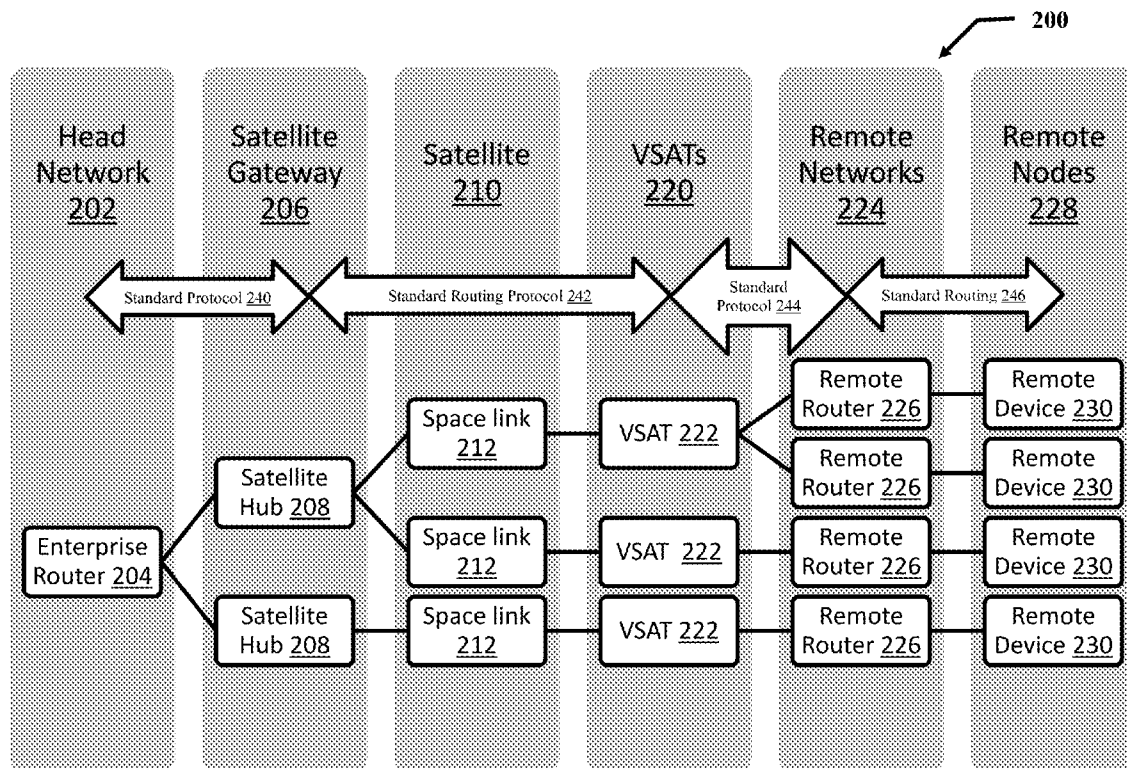 200
Head
Network
202
Satellite
Gateway
206
Satellite
210
VSATs
220
Remote
Networks
224
Remote
Nodes
228
Standard Protocol 240
Standard Routing Protocol 242
Standard
Protocol 244
Standard Routing 246
Enterprise
Router 204
Satellite
Hub 208
Satellite
Hub 208
Space link
212
Space link
212
Space link
212
VSAT 222
VSAT 222
VSAT 222
Remote
Router 226
Remote
Router 226
Remote
Router 226
Remote
Router 226
Remote
Device 230
Remote
Device 230
Remote
Device 230
Remote
Device 230